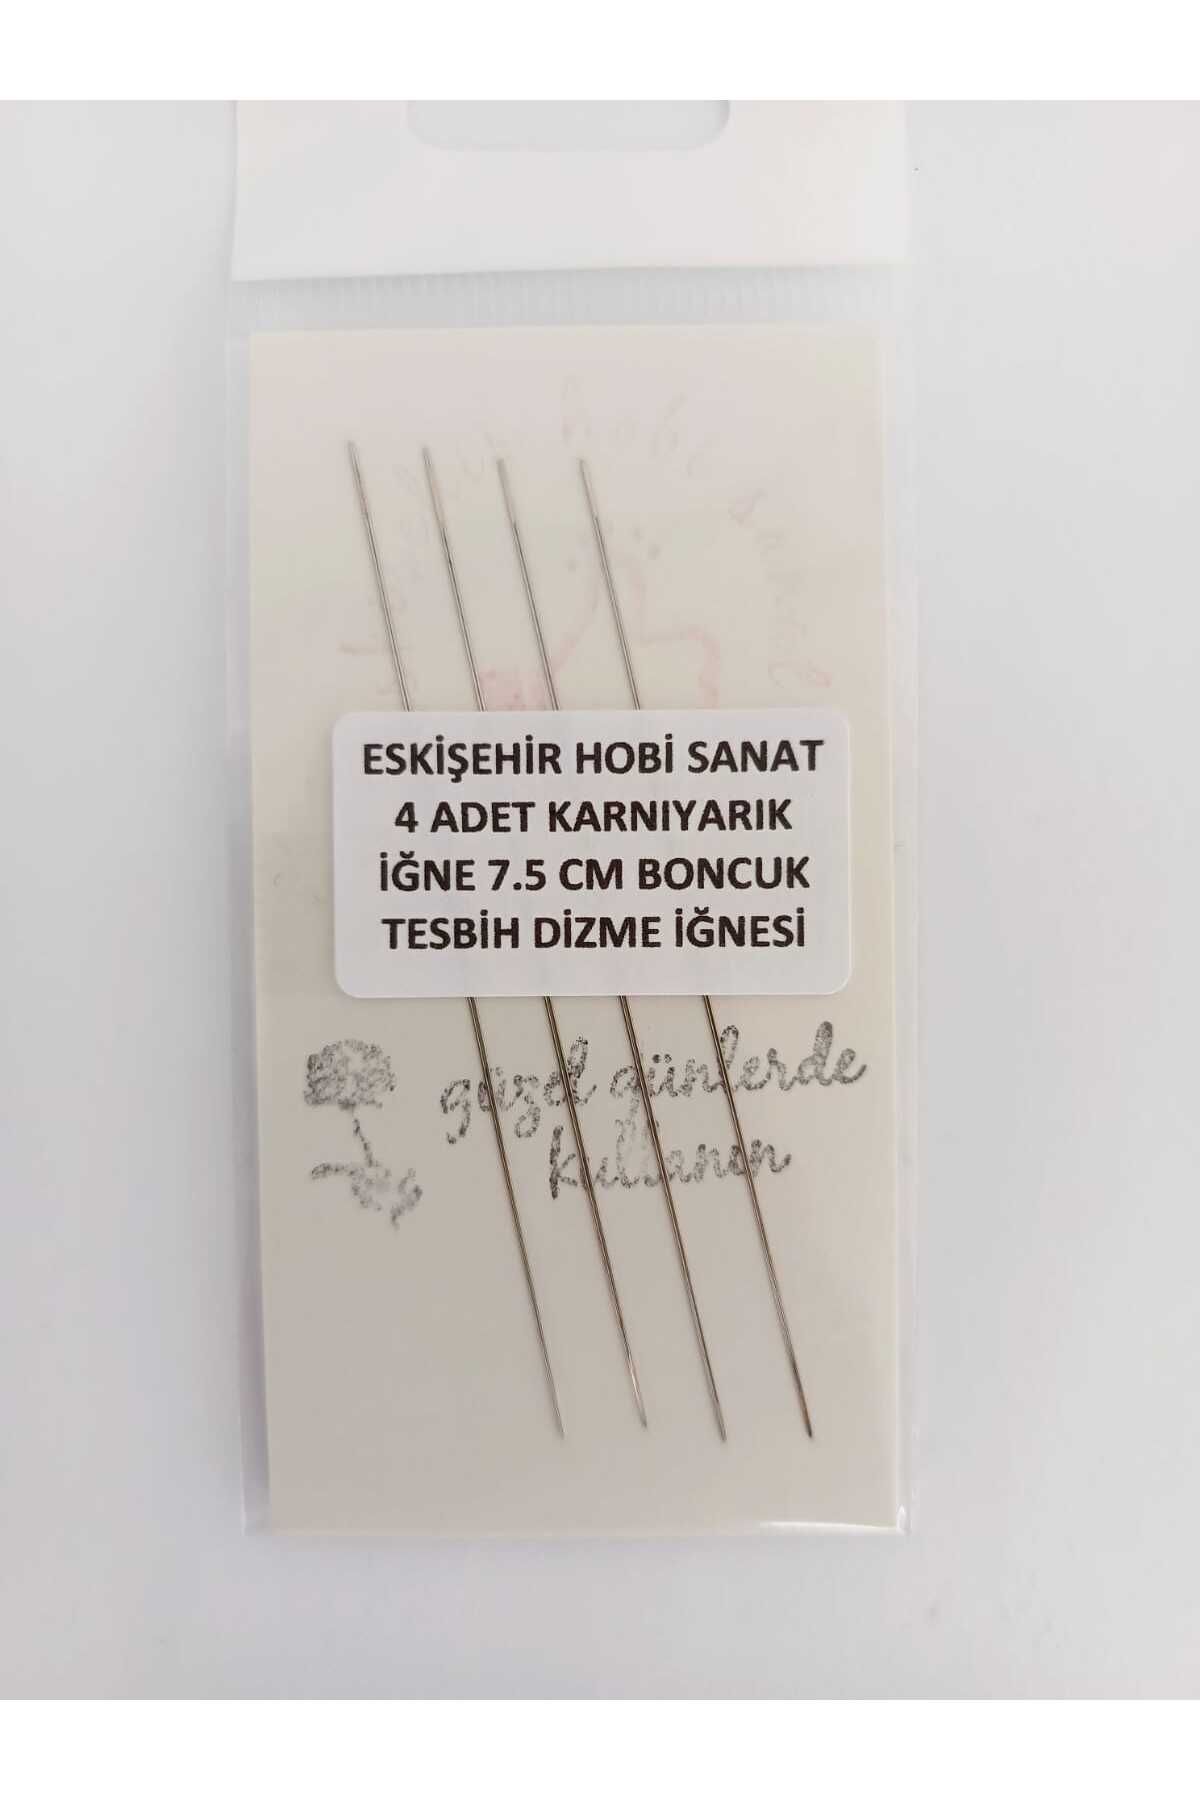 ESKİŞEHİR HOBİ SANAT
4 ADET KARNIYARIK
İĞNE 7.5 CM BONCUK
TESBİH DİZME İĞNESİ
güzel günlerde
kullanın